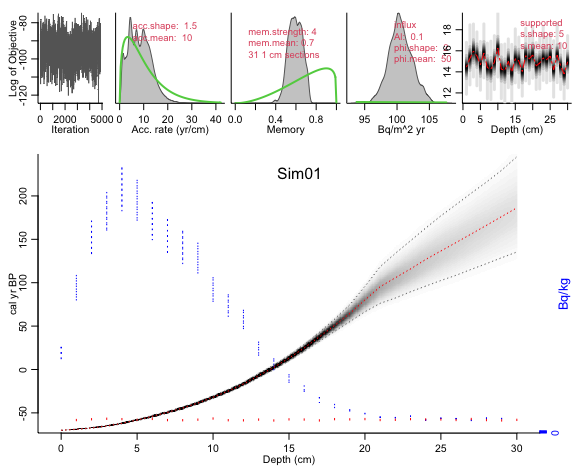 Log of Objective
-120
-100
-80
0
2000
5000
Iteration
acc.shape: 1.5
acc.mean: 10
0
10
20
30
40
Acc. rate (yr/cm)
mem.strength: 4
mem.mean: 0.7
31 1 cm sections
0.0
0.4
0.8
Memory
Influx
Al: 0.1
phi.shape:
phi.mean: 50
95
100
105
Bq/m^2 yr
supported
s.shape: 5
s.mean: 10
12
14
16
18
0
5
10
20
30
Depth (cm)
Sim01
cal yr BP
-50
0
50
100
150
200
0
5
10
15
20
25
30
Depth (cm)
Bq/kg
0